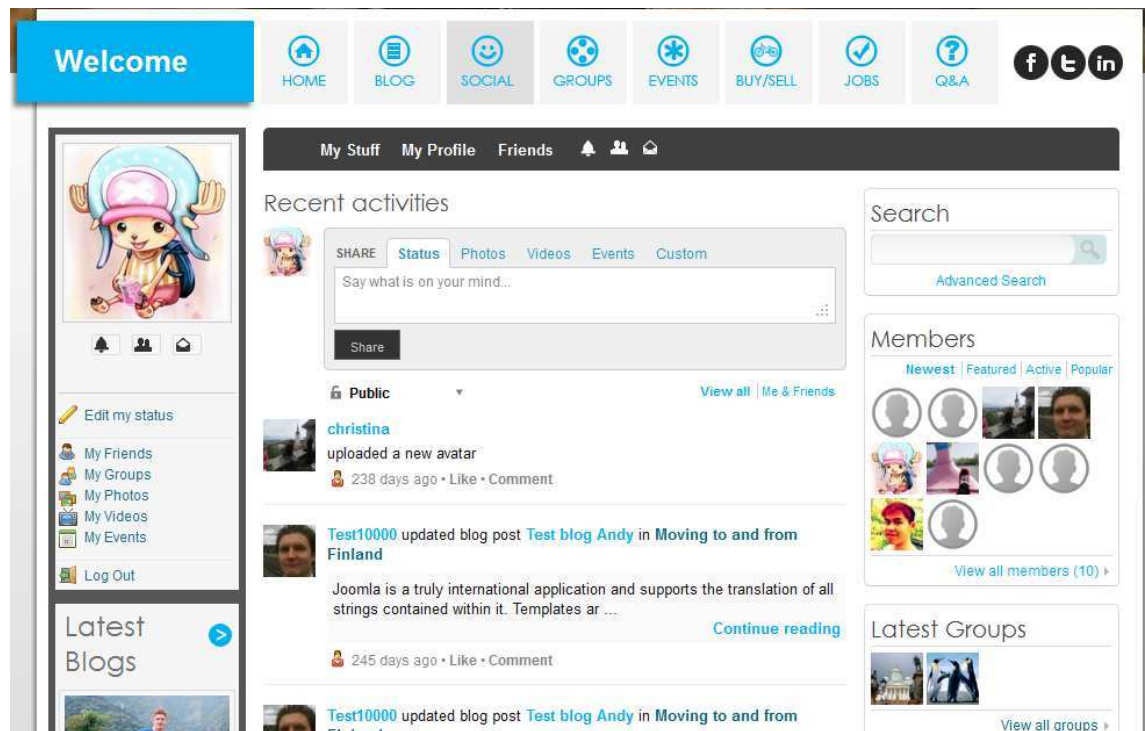 Welcome
HOME
BLOG
SOCIAL
GROUPS
EVENTS
BUY/SELL
JOBS
Q&A
f t in
My Stuff My Profile Friends
Edit my status
My Friends
My Groups
My Photos
My Videos
My Events
Log Out
Latest
Blogs
Recent activities
SHARE Status Photos Videos Events Custom
Say what is on your mind...
Share
Public
View all | Me & Friends
christina
uploaded a new avatar
238 days ago • Like • Comment
Test10000 updated blog post Test blog Andy in Moving to and from
Finland
Joomla is a truly international application and supports the translation of all
strings contained within it. Templates ar ...
Continue reading
245 days ago • Like • Comment
Test10000 updated blog post Test blog Andy in Moving to and from
Search
Advanced Search
Members
Newest | Featured | Active | Popular
View all members (10)
Latest Groups
View all groups